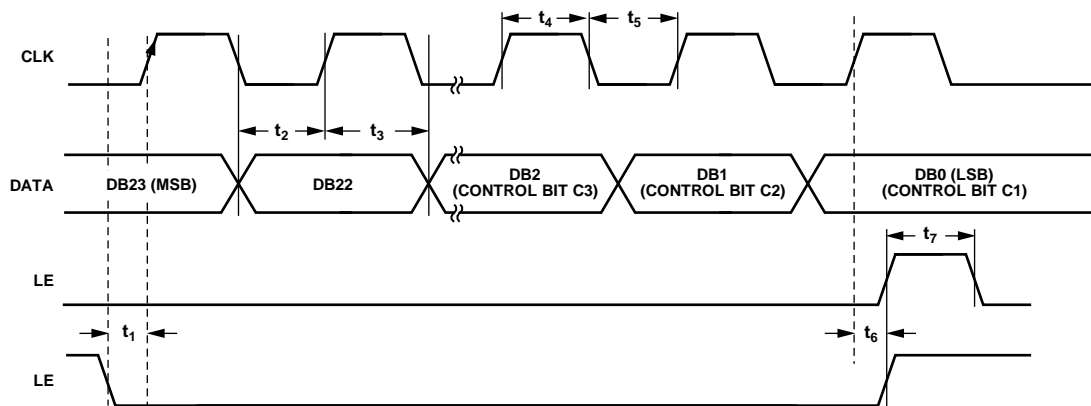 t4
t5
CLK
t2
t3
DATA
DB23 (MSB)
DB22
DB2
(CONTROL BIT C3)
DB1
(CONTROL BIT C2)
DB0 (LSB)
(CONTROL BIT C1)
t7
LE
t1
t6
LE